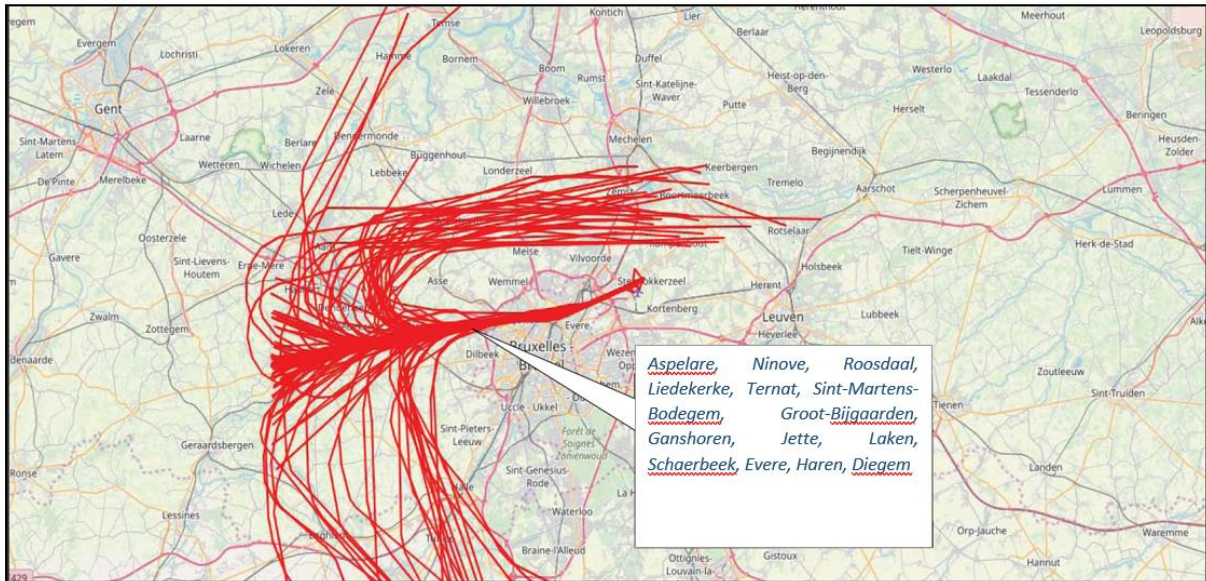 Temse
Kontich
Lier
Meerhout
Leopoldsburg
Evergem
Lochristi
Lokeren
Hamme
Bornem
Duffel
Berlaar
Westerlo
Laakdal
Zele
Boom
Rumst
Sint-Katelijne-
Waver
Heist-op-den-
Berg
Tessenderlo
Gent
Willebroek
Putte
Herselt
Beringen
Sint-Martens
Latem
Laarne
Berlare
Dendermonde
Mechelen
Begijnendijk
Heusden-
Zolder
Wetteren
Wichelen
Buggenhout
De Pinte
Merelbeke
Lebbeke
Londerzeel
Keerbergen
Tremelo
Aarschot
Scherpenheuvel-
Zichem
Lummen
Zemst
Boortmeerbeek
Lede
Rotselaar
Oosterzele
Herk-de-Stad
Gavere
Sint-Lievens-
Houtem
Erpe-Mere
Meise
Vilvoorde
Tielt-Winge
Holsbeek
Asse
Wemmel
Herent
Kortenberg
Zwalm
Zottegem
Leuven
Lubbeek
Evere
Heverlee
Dilbeek
Bruxelles -
Zoutleeuw
Sint-Truiden
Uccle - Ukkel
Aspelare, Ninove, Roosdaal,
Liedekerke, Ternat, Sint-Martens-
Bodegem, Groot-Bijgaarden,
Ganshoren, Jette, Laken,
Schaerbeek, Evere, Haren, Diegem
Tienen
Sint-Pieters-
Leeuw
Forêt de
Soignes
Zoniënwoud
Geraardsbergen
Ronse
Sint-Genesius-
Rode
Landen
Lessines
Waterloo
Waremme
Orp-Jauche
Braine-l'Alleud
Ottignies-
Louvain-la
Gistoux
Hannut
429